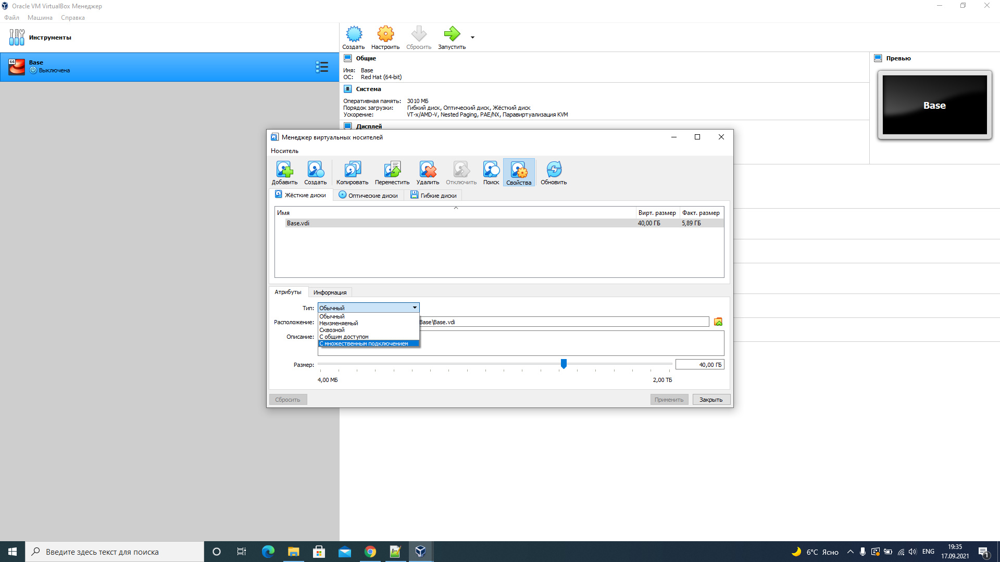 Oracle VM VirtualBox Менеджер
Файл Машина Справка
Инструменты
64
Base
Выключена
Создать Настроить Сбросить Запустить
Общие
Имя: Base
ОС: Red Hat (64-bit)
Система
Оперативная память: 3010 МБ
Порядок загрузки: Гибкий диск, Оптический диск, Жёсткий диск
Ускорение: VT-x/AMD-V, Nested Paging, PAE/NX, Паравиртуализация KVM
Дисплей
Превью
Base
Менеджер виртуальных носителей
Носитель
Добавить Создать Копировать Переместить Удалить Отключить Поиск Свойства Обновить
Жёсткие диски Оптические диски Гибкие диски
Имя Вирт. размер Факт. размер
Base.vdi 40,00 ГБ 5,89 ГБ
Атрибуты Информация
Тип: Обычный
Обычный
Неизменяемый
Сквозной
С общим доступом
С множественным подключением
Расположение: Base\Base.vdi
Описание:
Размер: 40,00 ГБ
4,00 МБ 2,00 ТБ
Сбросить Применить Закрыть
Введите здесь текст для поиска
6°C Ясно
ENG
19:35
17.09.2021
1